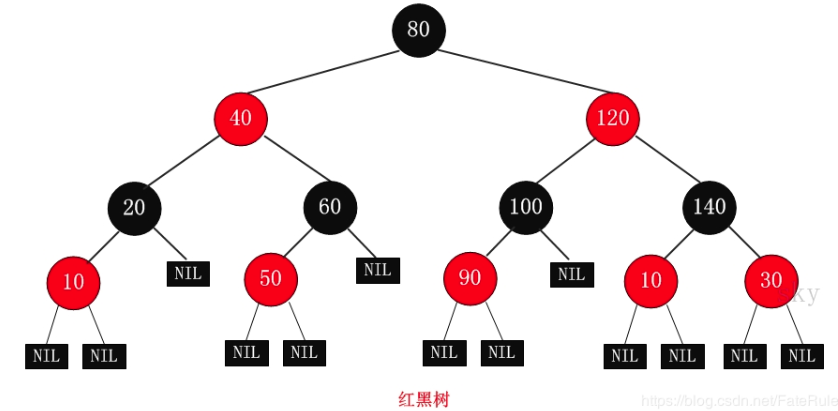 80
40 120
20 60 100 140
10 NIL 50 NIL 90 NIL 10 30
NIL NIL NIL NIL NIL NIL NIL NIL NIL NIL
红黑树
https://blog.csdn.net/FateRule